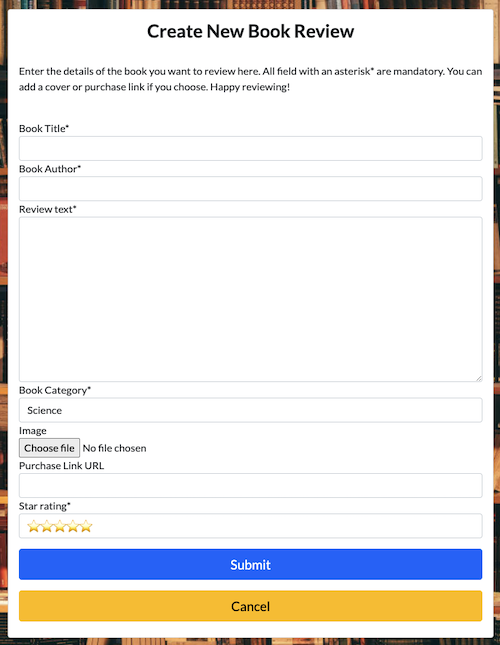 Create New Book Review
Enter the details of the book you want to review here. All field with an asterisk* are mandatory. You can
add a cover or purchase link if you choose. Happy reviewing!
Book Title*
Book Author*
Review text*
Book Category*
Science
Image
Choose file No file chosen
Purchase Link URL
Star rating*
⭐⭐⭐⭐⭐
Submit
Cancel